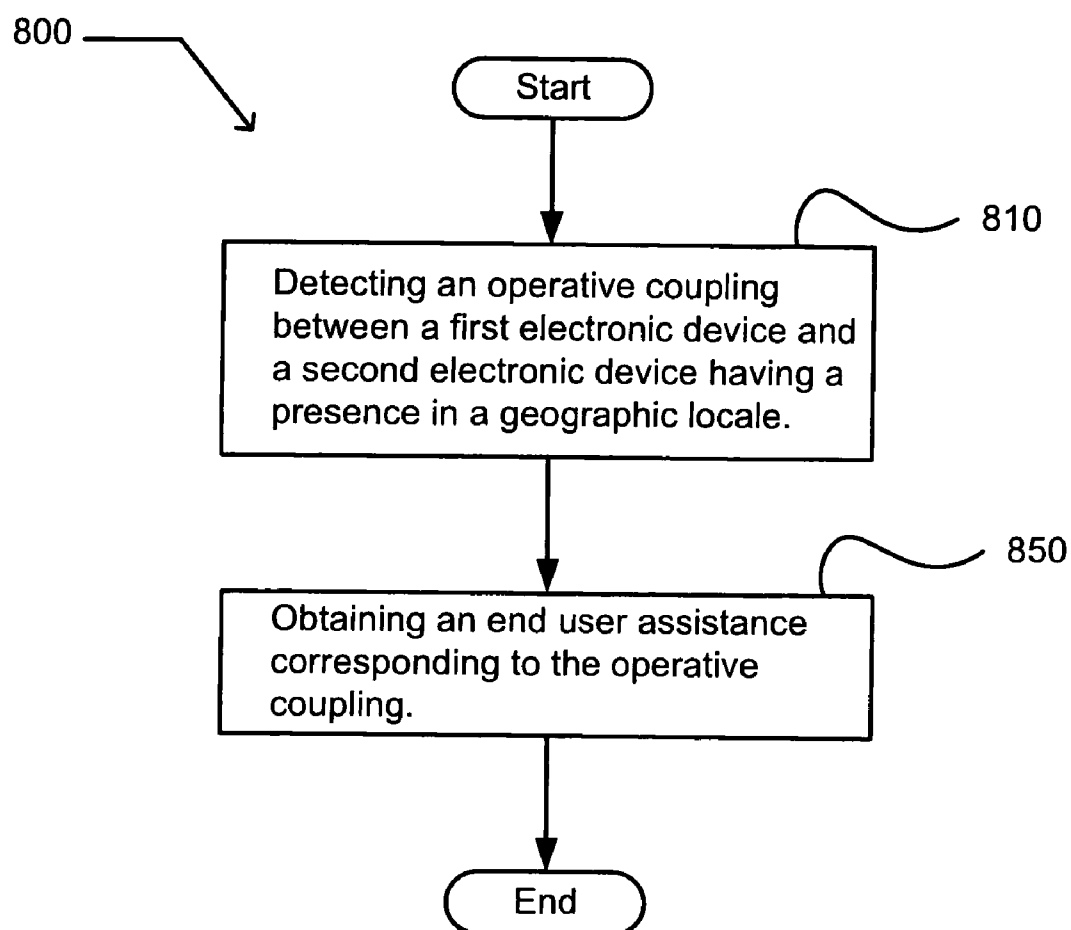 800
Start
810
Detecting an operative coupling
between a first electronic device and
a second electronic device having a
presence in a geographic locale.
850
Obtaining an end user assistance
corresponding to the operative
coupling.
End